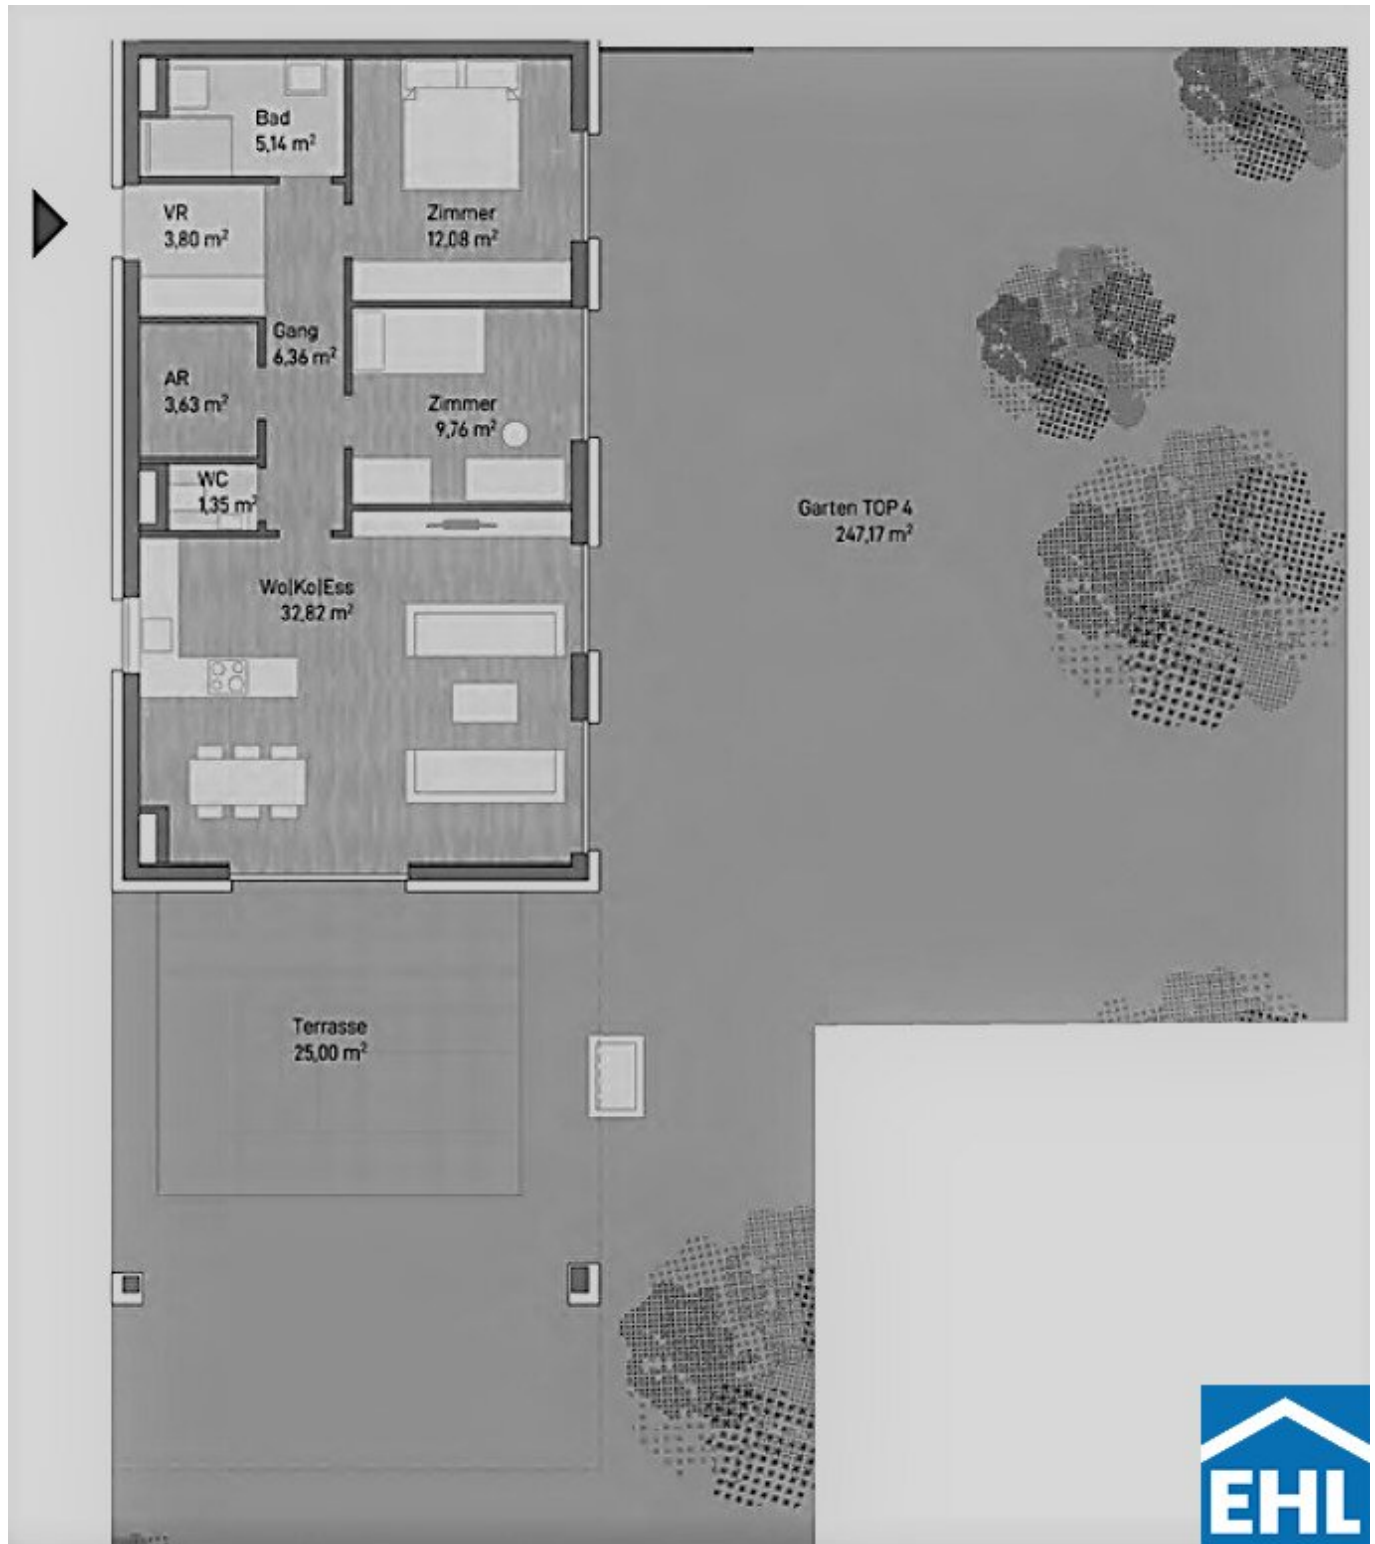 Bad
5,14 m²
VR
3,80 m²
Zimmer
12,08 m²
Gang
6,36 m²
AR
3,63 m²
Zimmer
9,76 m²
WC
1,35 m²
Garten TOP 4
247,17 m²
Wo|Ko|Ess
32,82 m²
Terrasse
25,00 m²
EHL